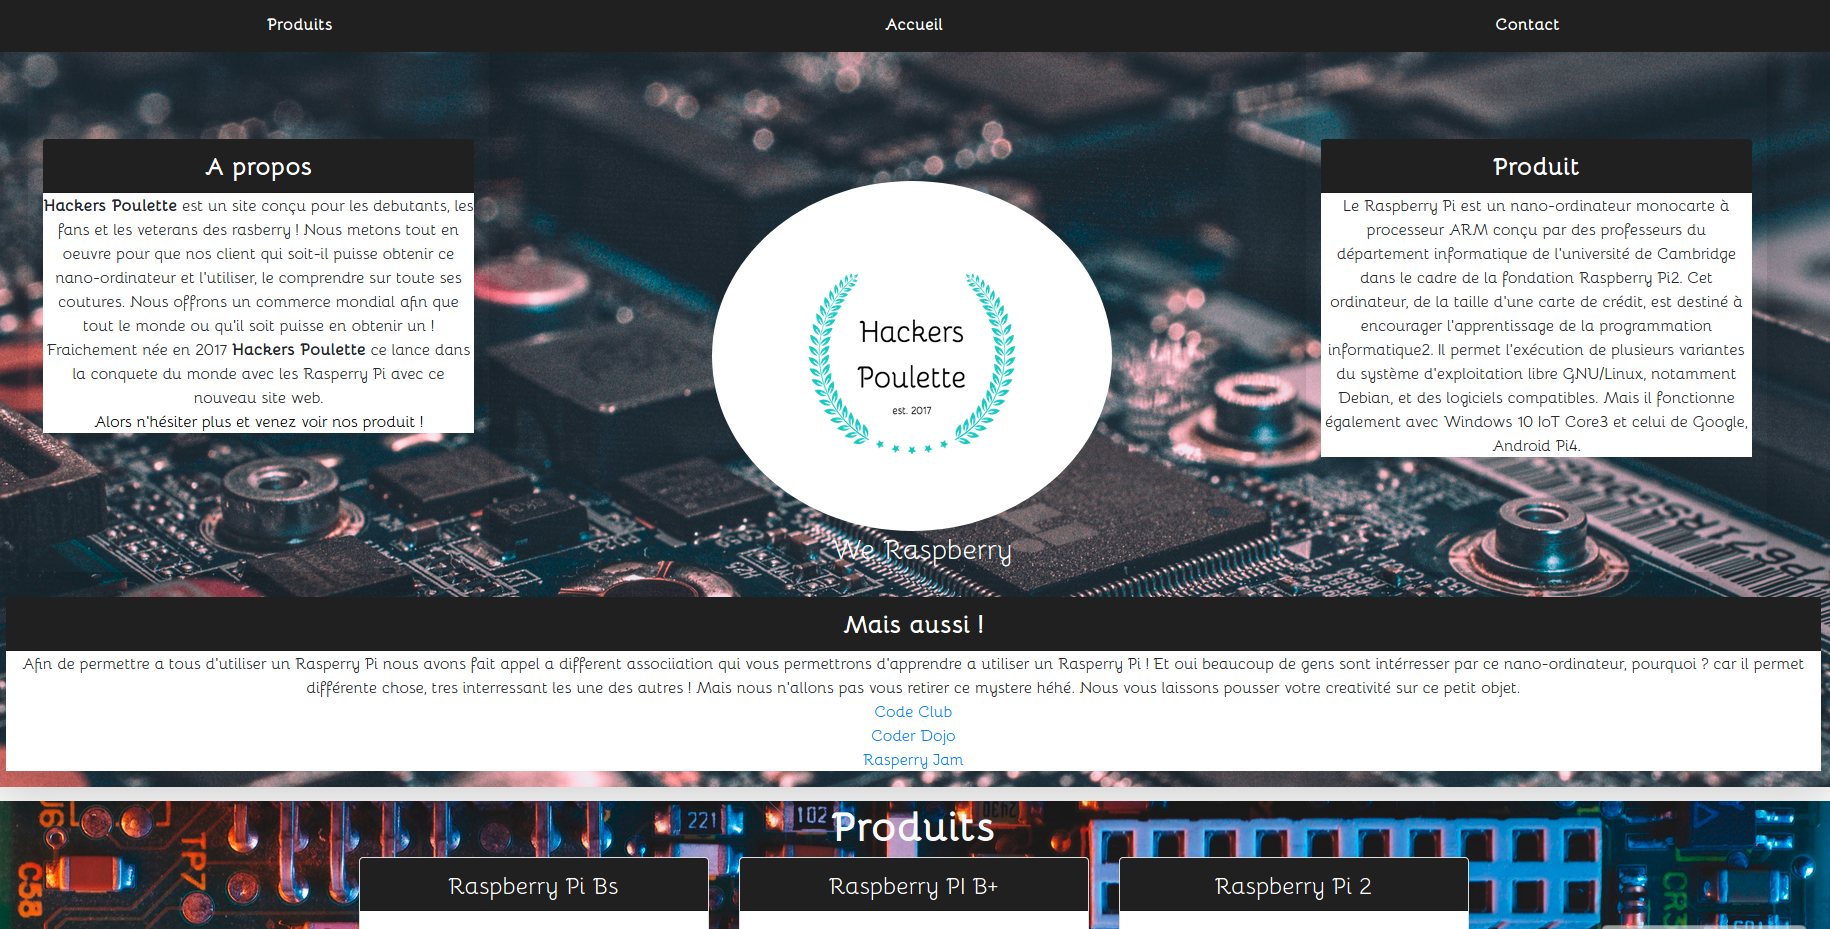 Produits
Accueil
Contact
A propos
Hackers Poulette est un site conçu pour les debutants, les
fans et les veterans des rasberry ! Nous metons tout en
oeuvre pour que nos client qui soit-il puisse obtenir ce
nano-ordinateur et l'utiliser, le comprendre sur toute ses
coutures. Nous offrons un commerce mondial afin que
tout le monde ou qu'il soit puisse en obtenir un !
Fraichement née en 2017 Hackers Poulette ce lance dans
la conquete du monde avec les Rasperry Pi avec ce
nouveau site web.
Alors n'hésiter plus et venez voir nos produit !
Hackers
Poulette
est. 2017
We Raspberry
Produit
Le Raspberry Pi est un nano-ordinateur monocarte à
processeur ARM conçu par des professeurs du
département informatique de l'université de Cambridge
dans le cadre de la fondation Raspberry Pi2. Cet
ordinateur, de la taille d'une carte de crédit, est destiné à
encourager l'apprentissage de la programmation
informatique2. Il permet l'exécution de plusieurs variantes
du système d'exploitation libre GNU/Linux, notamment
Debian, et des logiciels compatibles. Mais il fonctionne
également avec Windows 10 IoT Core3 et celui de Google,
Android Pi4.
Mais aussi !
Afin de permettre a tous d'utiliser un Rasperry Pi nous avons fait appel a different associiation qui vous permettrons d'apprendre a utiliser un Rasperry Pi ! Et oui beaucoup de gens sont intérresser par ce nano-ordinateur, pourquoi ? car il permet
différente chose, tres interressant les une des autres ! Mais nous n'allons pas vous retirer ce mystere héhé. Nous vous laissons pousser votre creativité sur ce petit objet.
Code Club
Coder Dojo
Rasperry Jam
Produits
221
102
TP7
C58
Raspberry Pi Bs
Raspberry PI B+
Raspberry Pi 2